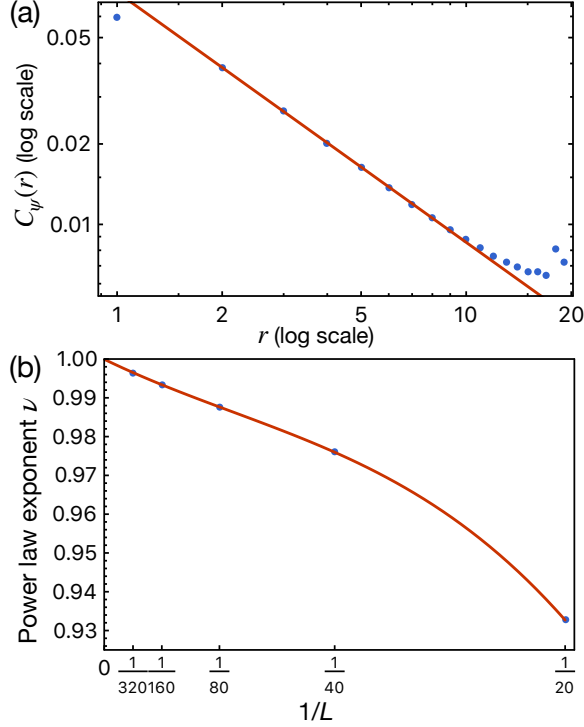 (a)
0.05
0.02
0.01
C_ψ(r) (log scale)
1 2 5 10 20
r (log scale)
(b)
1.00
0.99
0.98
0.97
0.96
0.95
0.94
0.93
Power law exponent ν
0 1/320 1/160 1/80 1/40 1/20
1/L